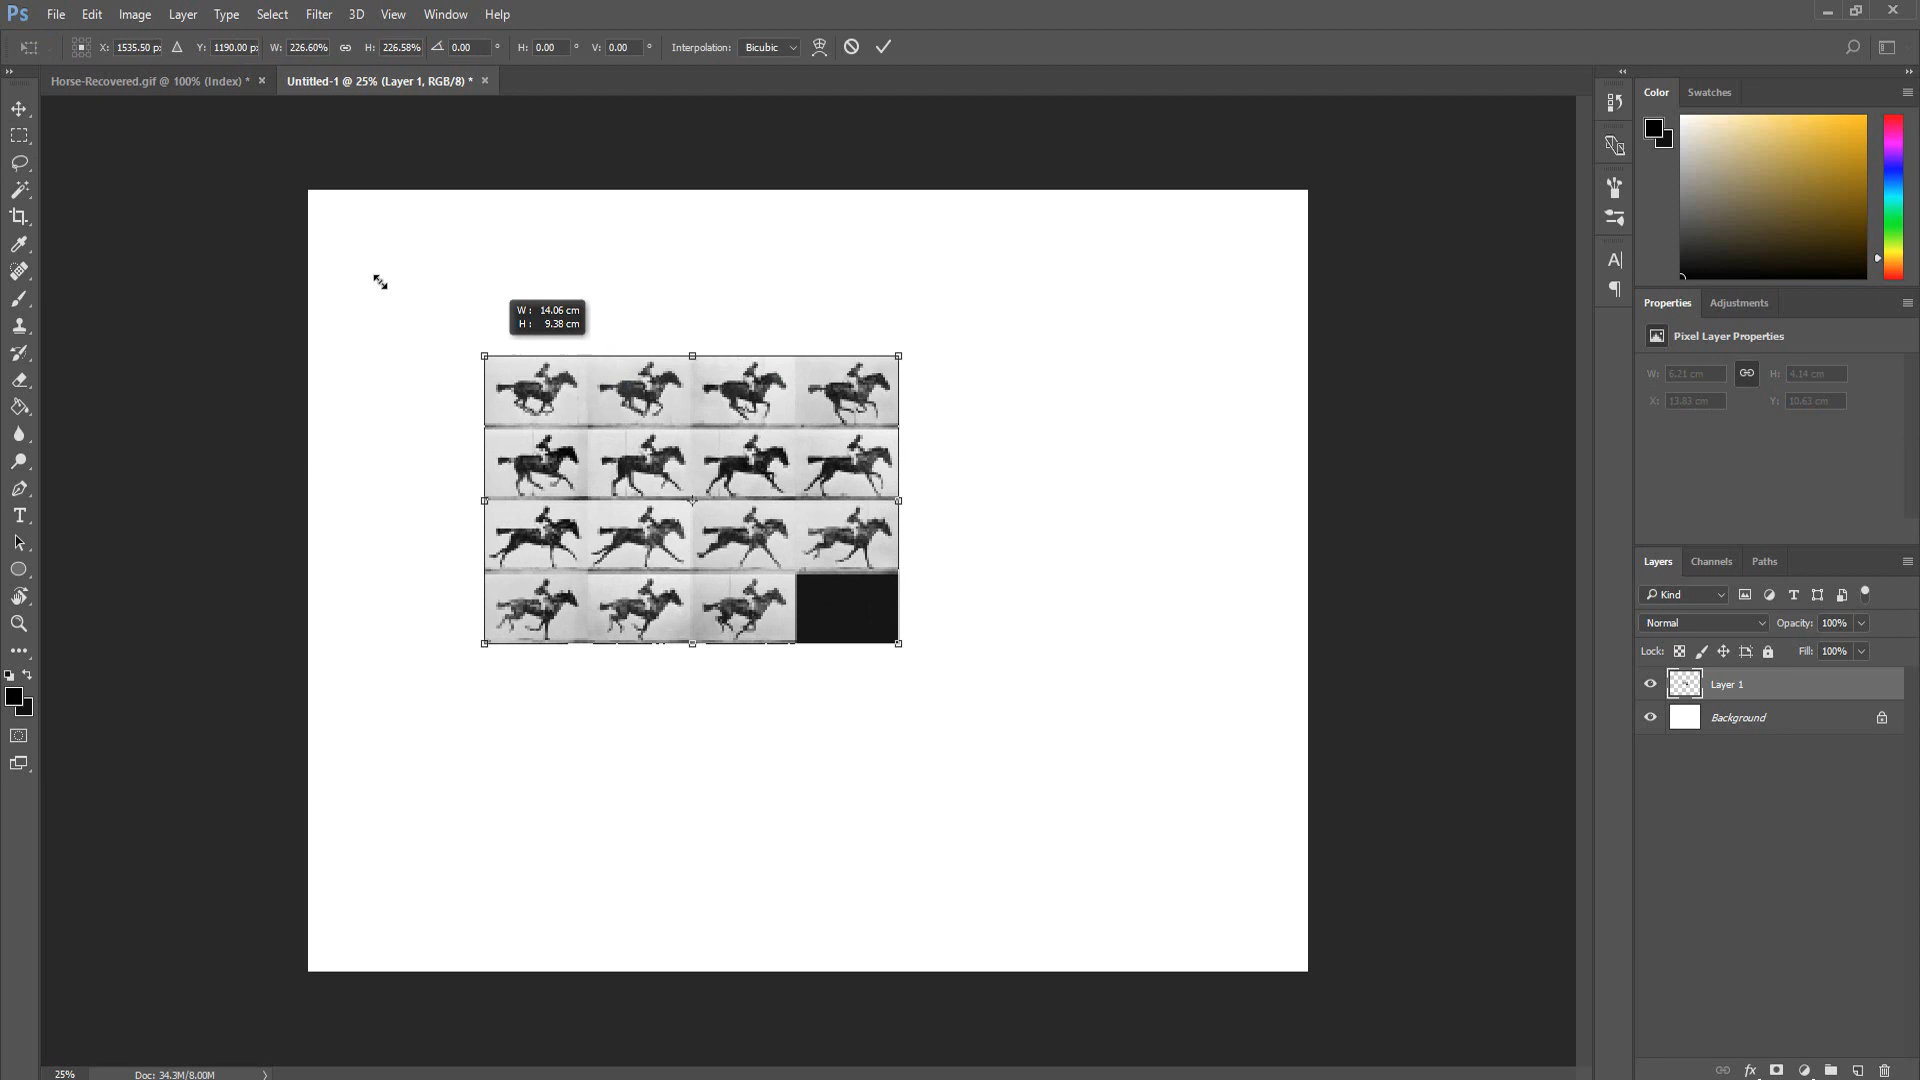 Ps File Edit Image Layer Type Select Filter 3D View Window Help
X: 1535.50 px Y: 1190.00 px W: 226.60% H: 226.58% 0.00 ° H: 0.00 ° V: 0.00 ° Interpolation: Bicubic
Horse-Recovered.gif @ 100% (Index) * × Untitled-1 @ 25% (Layer 1, RGB/8) * ×
Color Swatches
Properties Adjustments
W : 14.06 cm
H : 9.38 cm
Pixel Layer Properties
W: 6.21 cm H: 4.14 cm
X: 13.83 cm Y: 10.63 cm
Layers Channels Paths
Kind
Normal Opacity: 100%
Lock: Fill: 100%
Layer 1
Background
25% Doc: 34.3M/8.00M